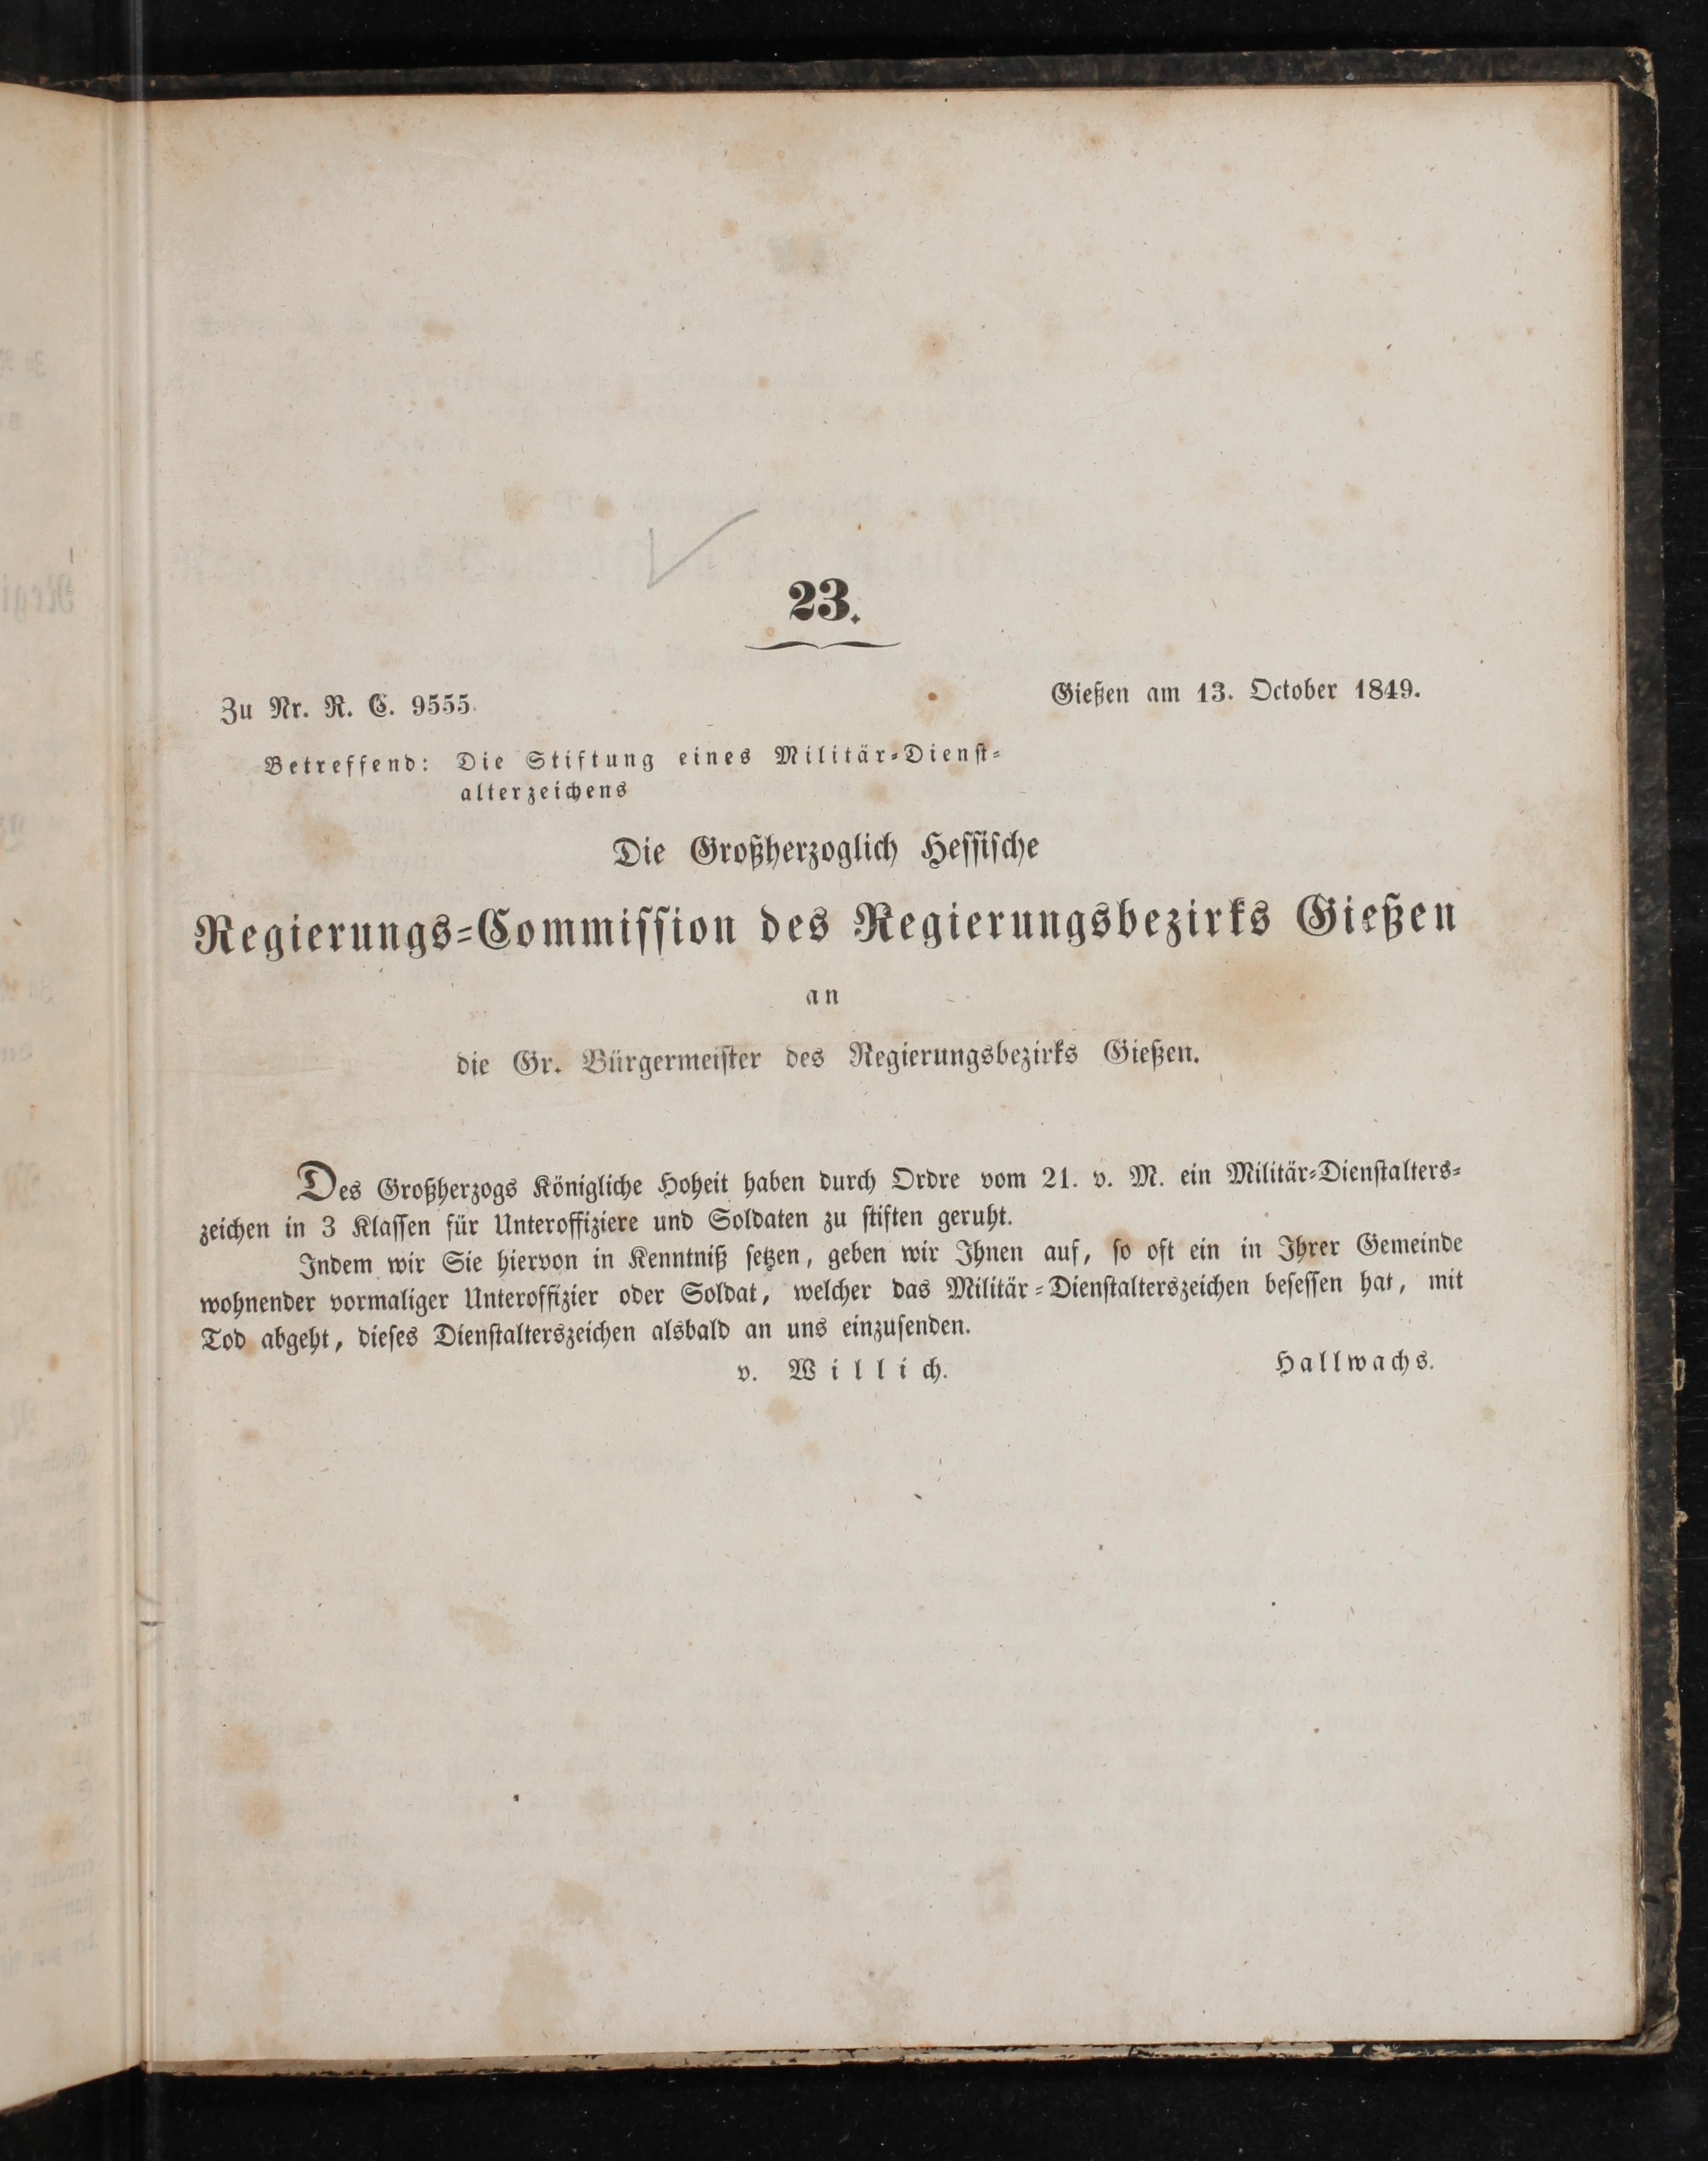 23.
Zu Nr. R. C. 9555.
Gießen am 13. October 1849.
Betreffend: Die Stiftung eines Militär-Dienst-
alterzeichens
Die Großherzoglich Hessische
Regierungs-Commission des Regierungsbezirks Gießen
an
die Gr. Bürgermeister des Regierungsbezirks Gießen.
Des Großherzogs Königliche Hoheit haben durch Ordre vom 21. v. M. ein Militär-Dienstalters-
zeichen in 3 Klassen für Unteroffiziere und Soldaten zu stiften geruht.
Indem wir Sie hiervon in Kenntniß setzen, geben wir Ihnen auf, so oft ein in Ihrer Gemeinde
wohnender vormaliger Unteroffizier oder Soldat, welcher das Militär-Dienstalterszeichen besessen hat, mit
Tod abgeht, dieses Dienstalterszeichen alsbald an uns einzusenden.
v. Willich.
Hallwachs.